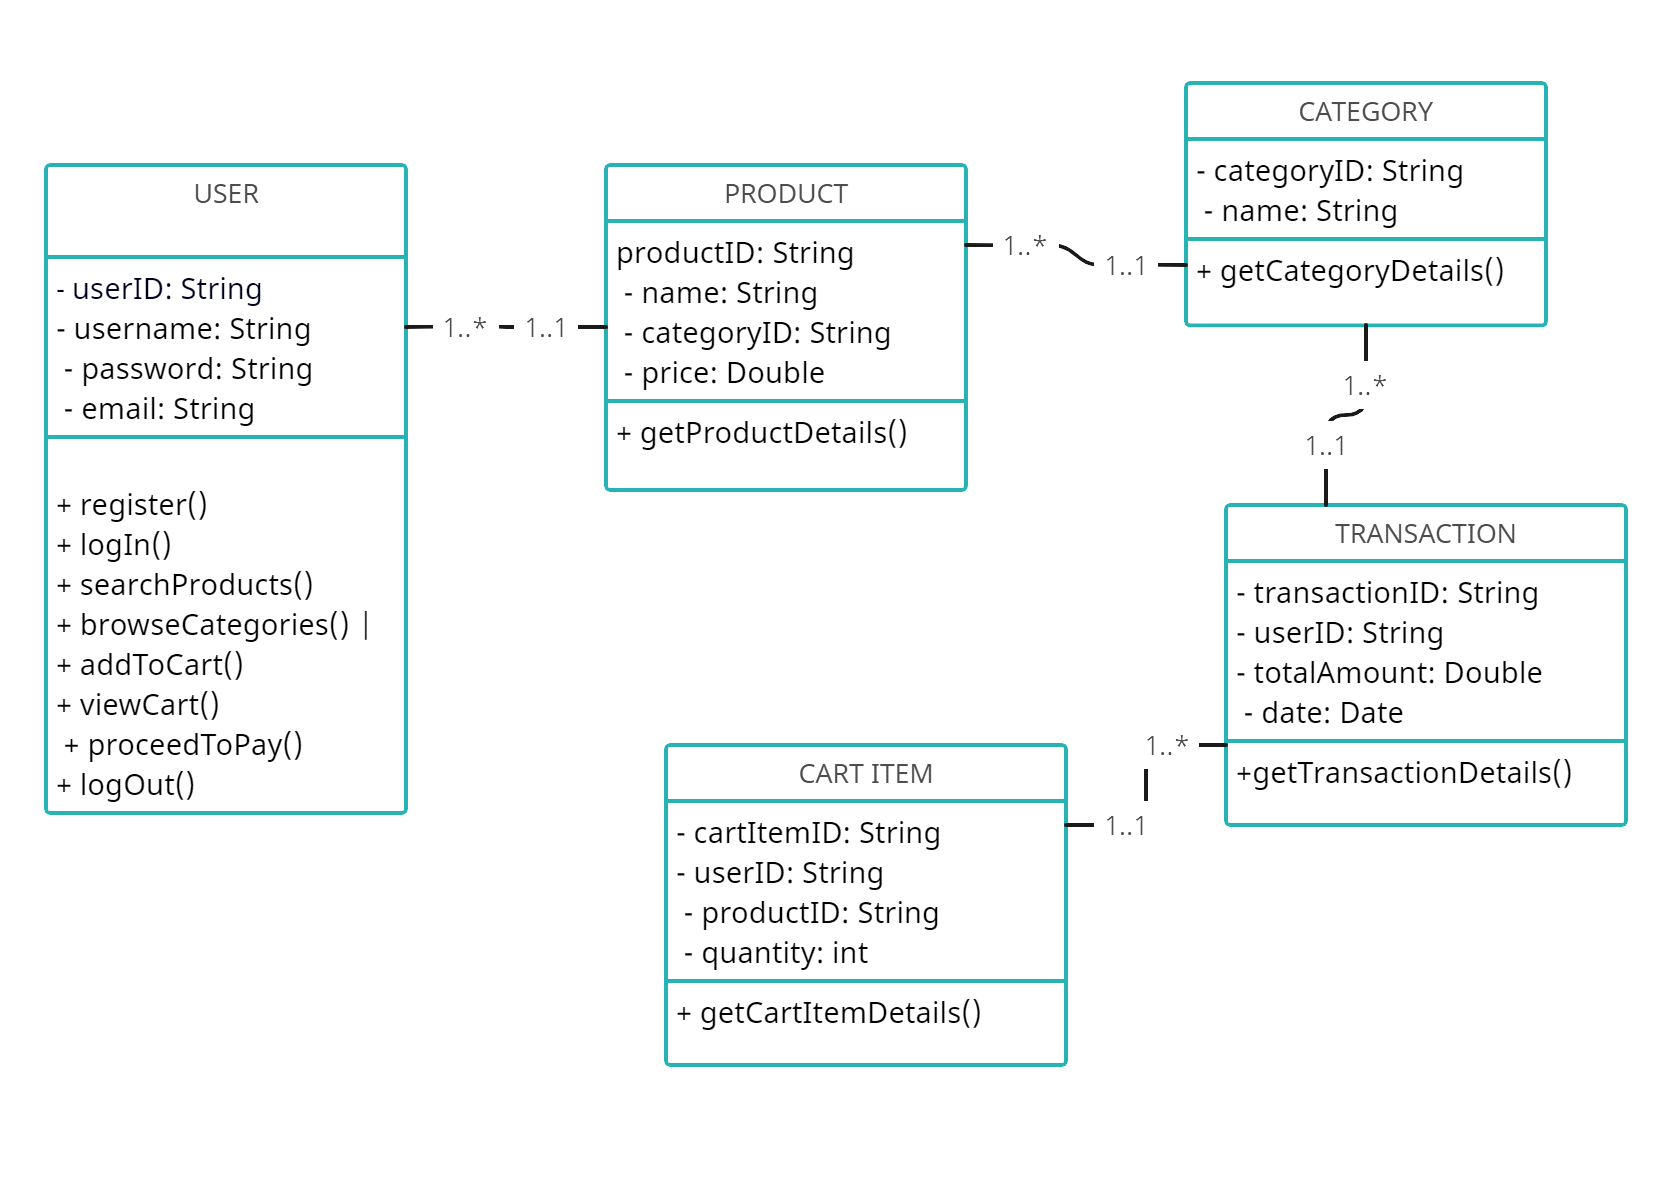 USER
- userID: String
- username: String
- password: String
- email: String
+ register()
+ logIn()
+ searchProducts()
+ browseCategories() |
+ addToCart()
+ viewCart()
+ proceedToPay()
+ logOut()
1..*
1..1
PRODUCT
productID: String
- name: String
- categoryID: String
- price: Double
+ getProductDetails()
1..*
1..1
CATEGORY
- categoryID: String
- name: String
+ getCategoryDetails()
1..*
1..1
TRANSACTION
- transactionID: String
- userID: String
- totalAmount: Double
- date: Date
+getTransactionDetails()
1..*
1..1
CART ITEM
- cartItemID: String
- userID: String
- productID: String
- quantity: int
+ getCartItemDetails()